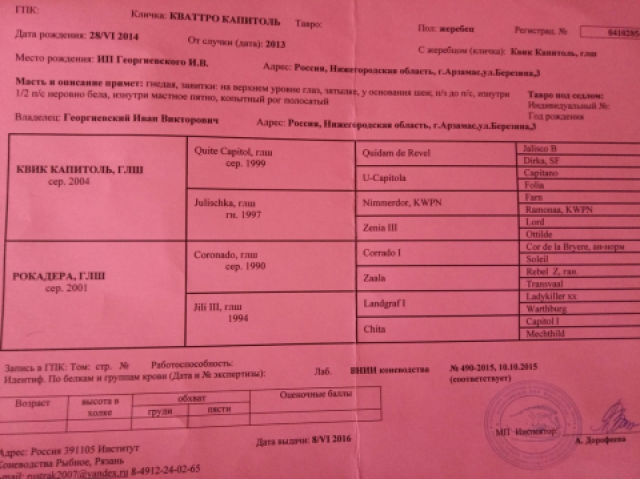 ГПК: Кличка: КВАТТРО КАПИТОЛЬ Тавро: Пол: жеребец Регистрац. №
Дата рождения: 28/VI 2014 От случки (дата): 2013 С жеребцом (кличка): Квик Капитоль, глш
Место рождения: ИП Георгиевского И.В. Адрес: Россия, Нижегородская область, г.Арзамас,ул.Березина,3
Масть и описание примет: гнедая, завитки: на верхнем уровне глаз, затылке, у основания шеи; п/з до п/с, изнутри
1/2 п/с неровно бела, изнутри мастное пятно, копытный рог полосатый
Тавро под седлом:
Индивидуальный №:
Год рождения
Владелец: Георгиевский Иван Викторович Адрес: Россия, Нижегородская область, г.Арзамас,ул.Березина,3
КВИК КАПИТОЛЬ, ГЛШ
сер. 2004
Quite Capitol, глш
сер. 1999
Quidam de Revel
Jalisco B
Dirka, SF
U-Capitola
Capitano
Folia
Julischka, глш
гн. 1997
Nimmerdor, KWPN
Farn
Ramonaa, KWPN
Zenia III
Lord
Ottilde
РОКАДЕРА, ГЛШ
сер. 2001
Coronado, глш
сер. 1990
Corrado I
Cor de la Bryere, ан-норм
Soleil
Zaala
Rebel Z, ган.
Transvaal
Jili III, глш
1994
Landgraf I
Ladykiller xx
Warthburg
Chita
Capitol I
Mechthild
Запись в ГПК: Том: стр. № Работоспособность:
Идентиф. По белкам и группам крови (Дата и № экспертизы): Лаб. ВНИИ коневодства № 490-2015, 10.10.2015
(соответствует)
Возраст высота в холке обхват груди пясти Оценочные баллы
Дата выдачи: 8/VI 2016
МП Инспектор: А. Дорофеева
Адрес: Россия 391105 Институт
Коневодства Рыбное, Рязань
8-4912-24-02-65